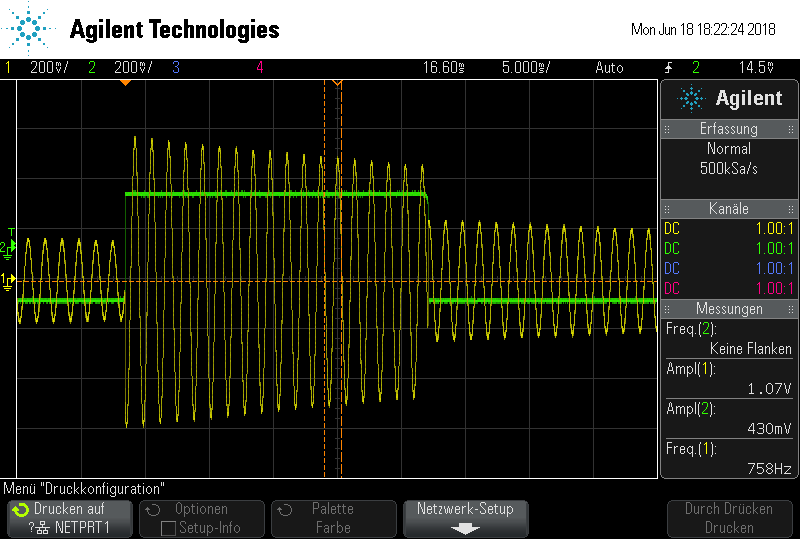 Agilent Technologies
Mon Jun 18 18:22:24 2018
1 200mV/ 2 200mV/ 3 4 16.60ms 5.000ms/ Auto 2 14.5mV
Agilent
Erfassung
Normal
500kSa/s
Kanäle
DC 1.00:1
DC 1.00:1
DC 1.00:1
DC 1.00:1
Messungen
Freq.(2):
Keine Flanken
Ampl(1):
1.07V
Ampl(2):
430mV
Freq.(1):
758Hz
T
2
1
Menü "Druckkonfiguration"
Drucken auf
? NETPRT1
Optionen
Setup-Info
Palette
Farbe
Netzwerk-Setup
Durch Drücken
Drucken